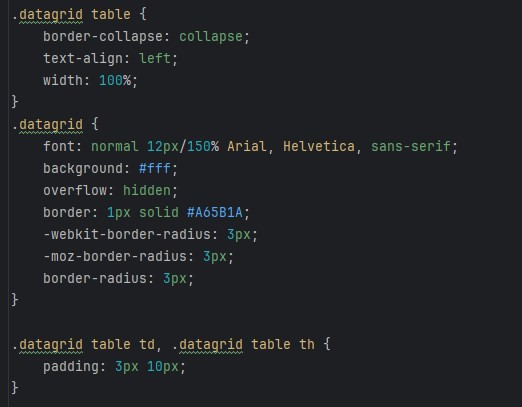 .datagrid table {
    border-collapse: collapse;
    text-align: left;
    width: 100%;
}
.datagrid {
    font: normal 12px/150% Arial, Helvetica, sans-serif;
    background: #fff;
    overflow: hidden;
    border: 1px solid #A65B1A;
    -webkit-border-radius: 3px;
    -moz-border-radius: 3px;
    border-radius: 3px;
}

.datagrid table td, .datagrid table th {
    padding: 3px 10px;
}